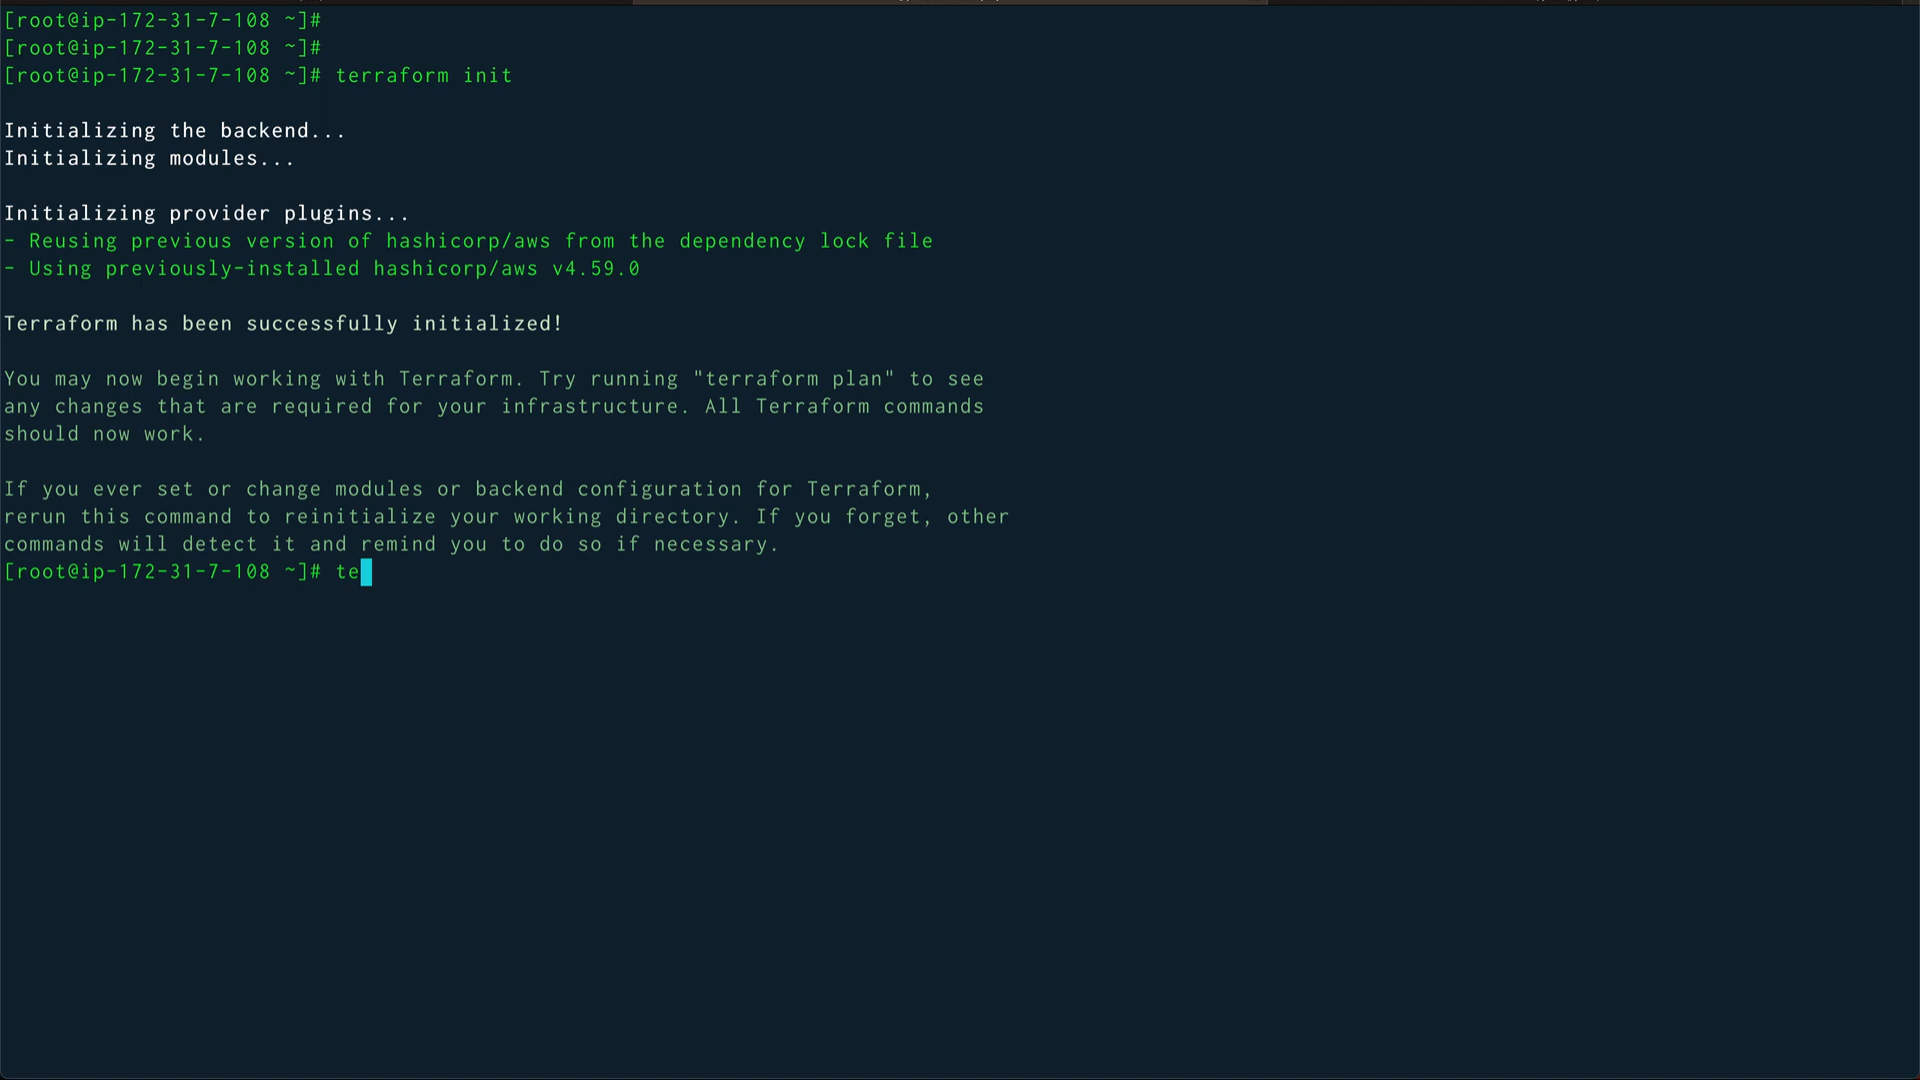 [root@ip-172-31-7-108 ~]#
[root@ip-172-31-7-108 ~]#
[root@ip-172-31-7-108 ~]# terraform init
Initializing the backend...
Initializing modules...
Initializing provider plugins...
- Reusing previous version of hashicorp/aws from the dependency lock file
- Using previously-installed hashicorp/aws v4.59.0
Terraform has been successfully initialized!
You may now begin working with Terraform. Try running "terraform plan" to see
any changes that are required for your infrastructure. All Terraform commands
should now work.
If you ever set or change modules or backend configuration for Terraform,
rerun this command to reinitialize your working directory. If you forget, other
commands will detect it and remind you to do so if necessary.
[root@ip-172-31-7-108 ~]# te